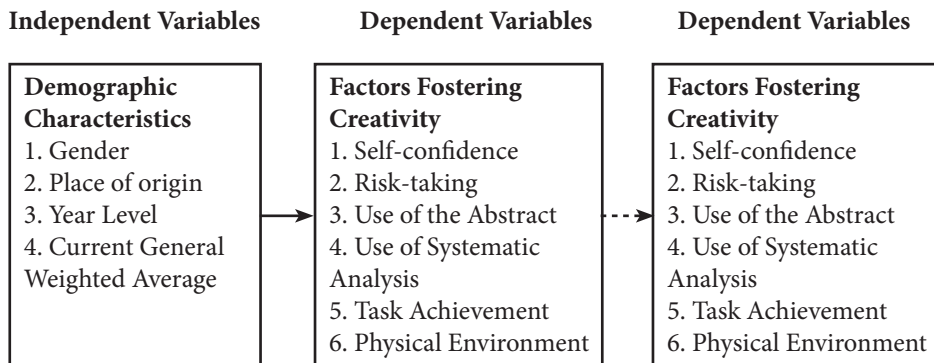 Independent Variables
Dependent Variables
Dependent Variables
Demographic
Characteristics
1. Gender
2. Place of origin
3. Year Level
4. Current General
Weighted Average
Factors Fostering
Creativity
1. Self-confidence
2. Risk-taking
3. Use of the Abstract
4. Use of Systematic
Analysis
5. Task Achievement
6. Physical Environment
Factors Fostering
Creativity
1. Self-confidence
2. Risk-taking
3. Use of the Abstract
4. Use of Systematic
Analysis
5. Task Achievement
6. Physical Environment